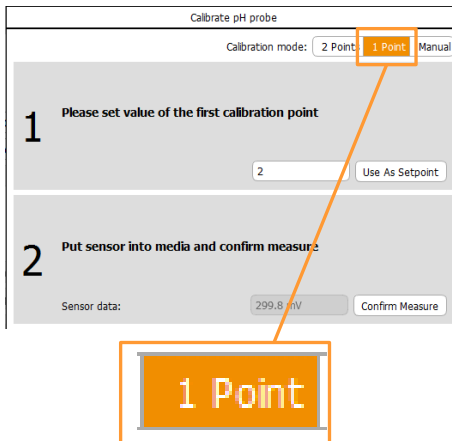 Calibrate pH probe
Calibration mode: 2 Points 1 Point Manual
1 Please set value of the first calibration point
2 Use As Setpoint
2 Put sensor into media and confirm measure
Sensor data: 299.8 mV Confirm Measure
1 Point